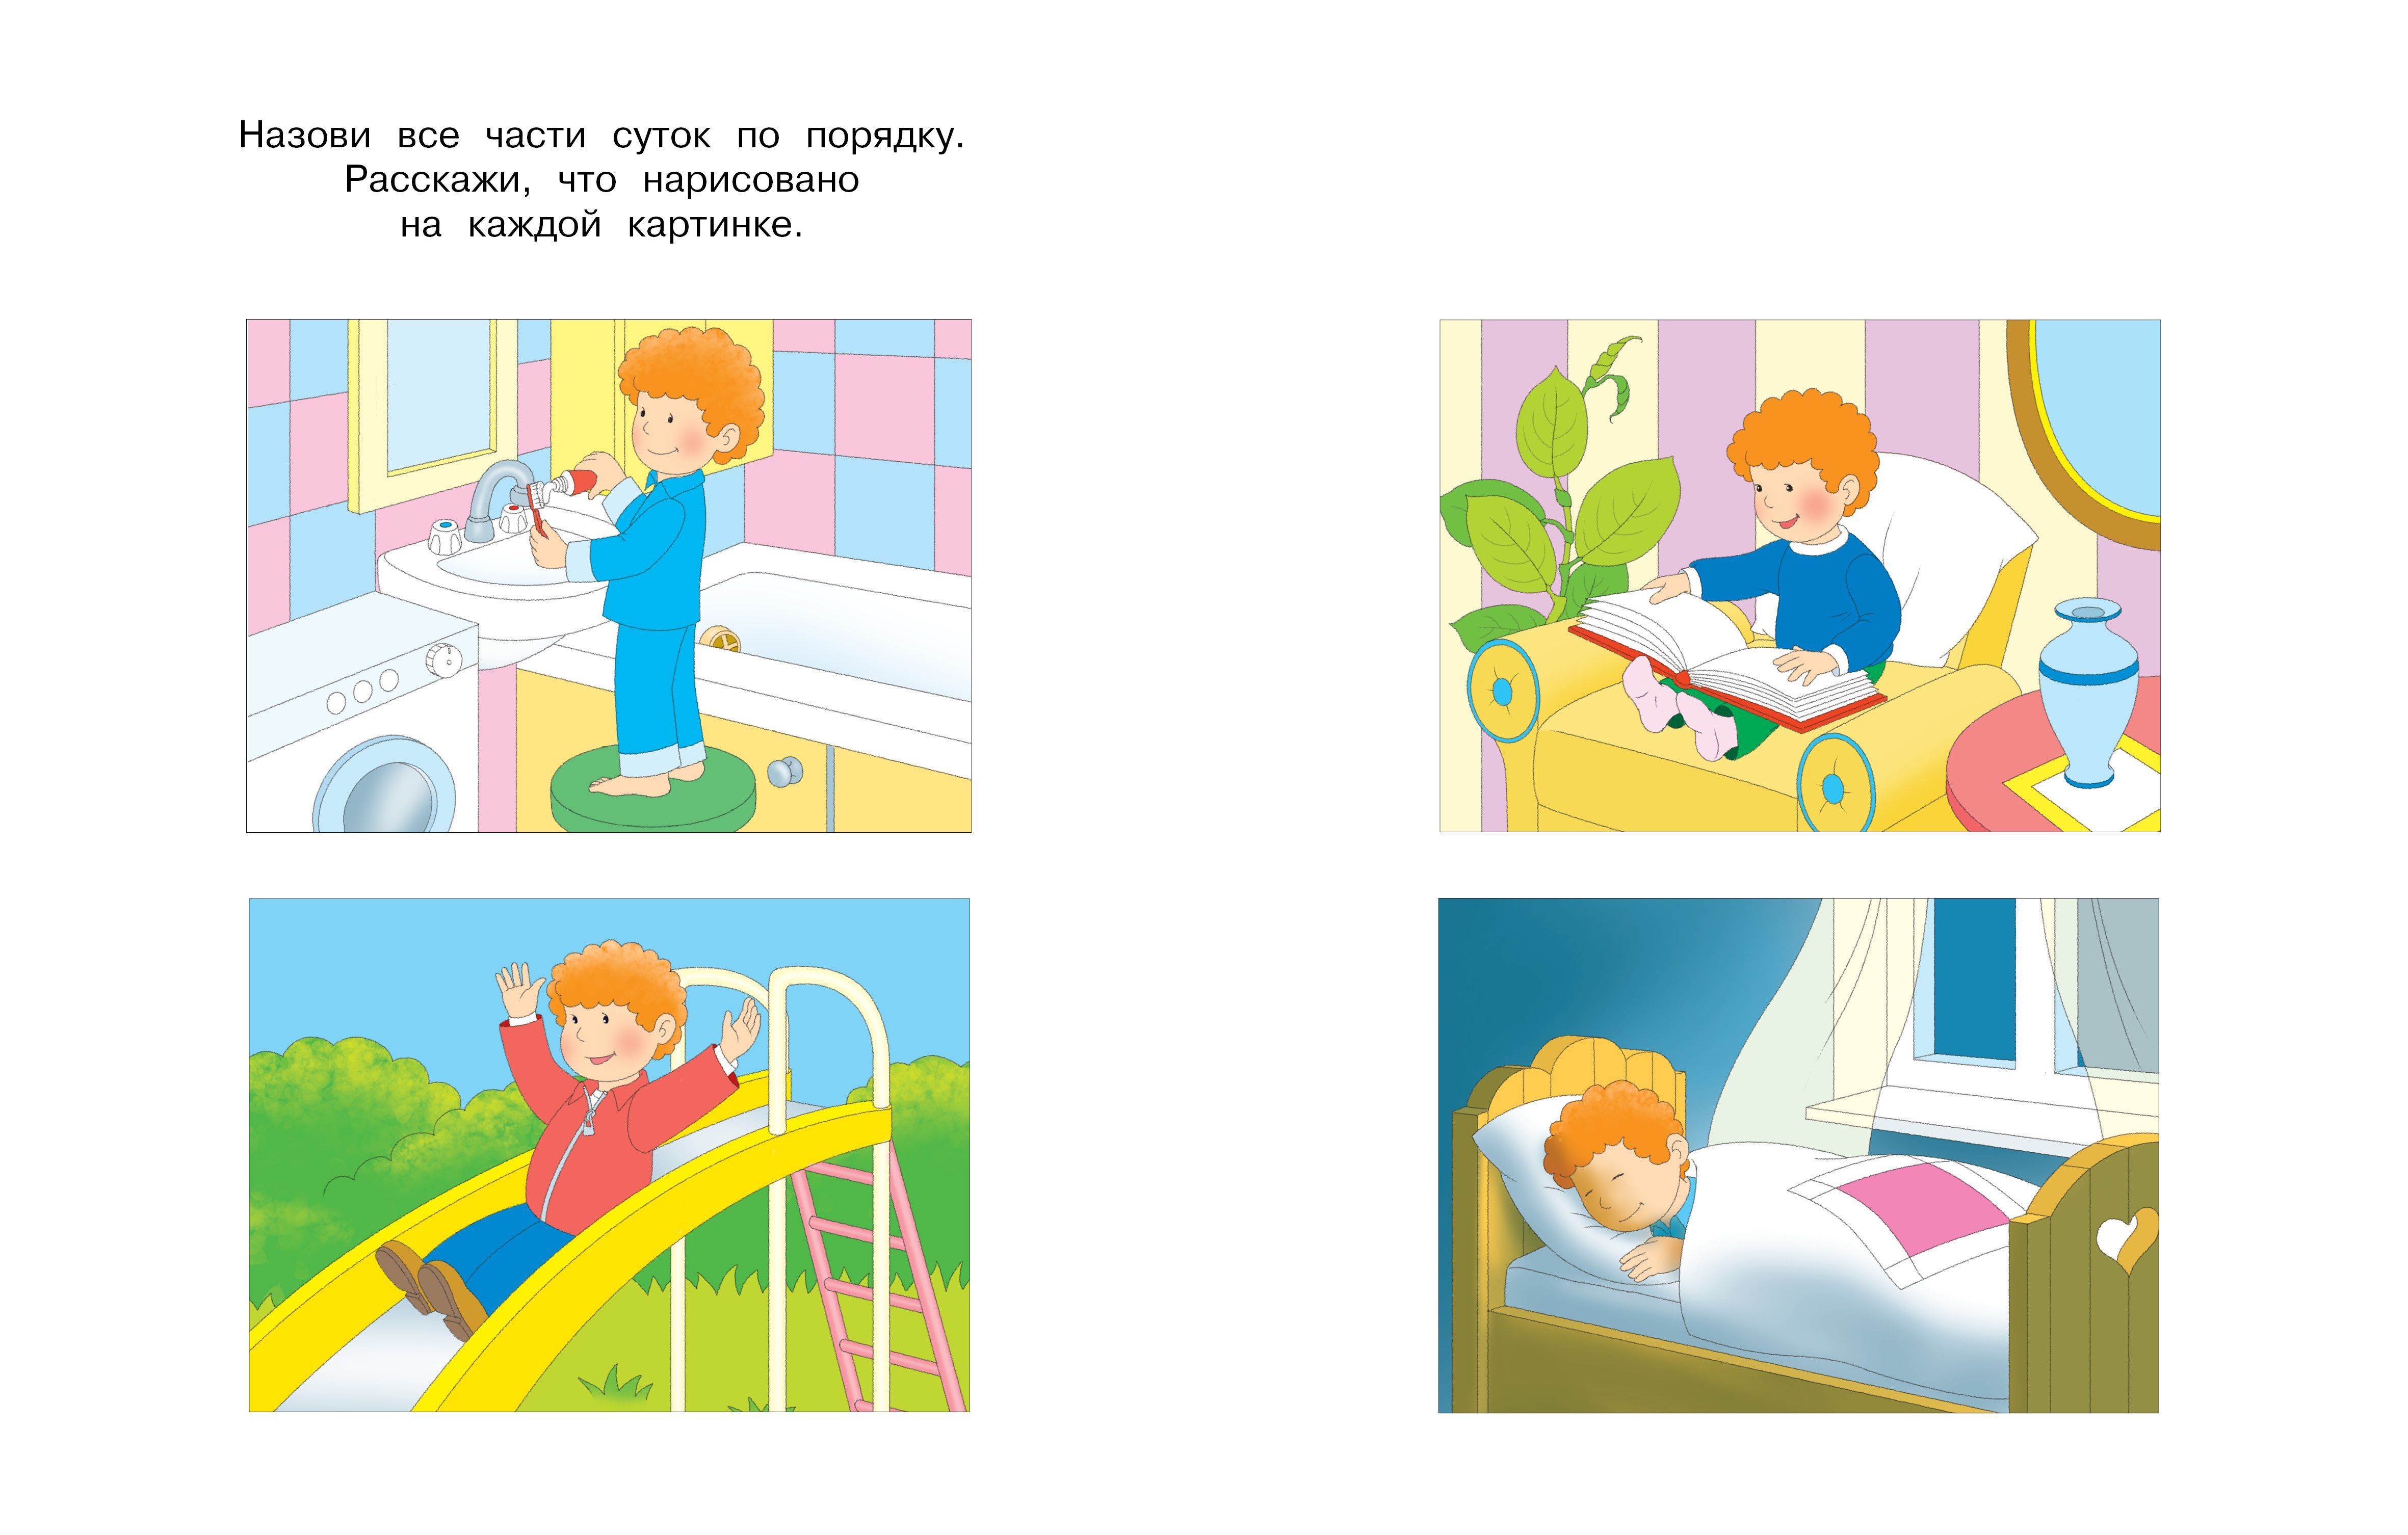 Назови все части суток по порядку.
Расскажи, что нарисовано
на каждой картинке.